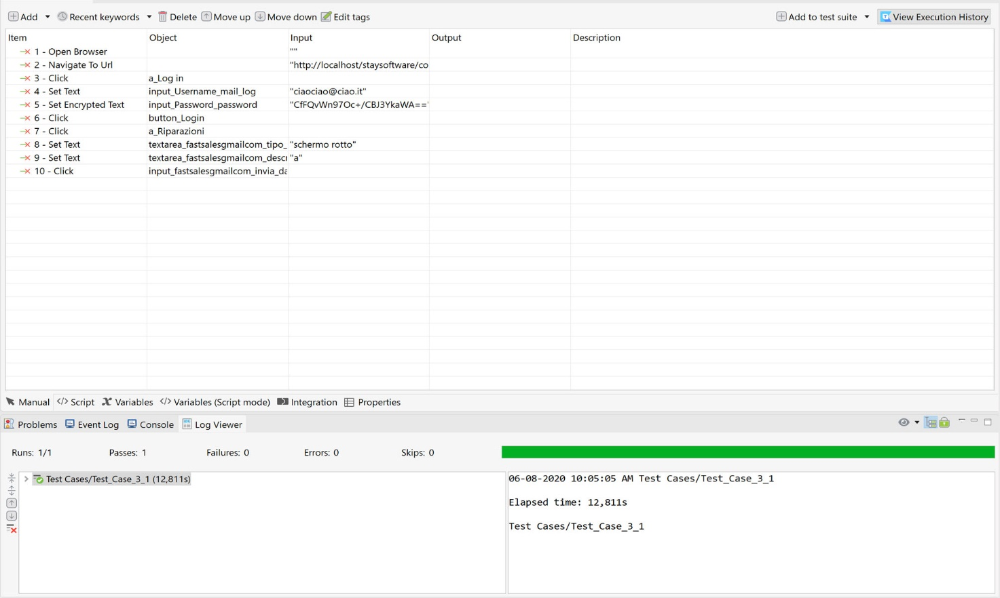 Add Recent keywords Delete Move up Move down Edit tags Add to test suite View Execution History
Item Object Input Output Description
1 - Open Browser ""
2 - Navigate To Url "http://localhost/staysoftware/co
3 - Click a_Log in
4 - Set Text input_Username_mail_log "ciaociao@ciao.it"
5 - Set Encrypted Text input_Password_password "CfFQvWn97Oc+/CBJ3YkaWA=="
6 - Click button_Login
7 - Click a_Riparazioni
8 - Set Text textarea_fastsalesgmailcom_tipo_ "schermo rotto"
9 - Set Text textarea_fastsalesgmailcom_descr "a"
10 - Click input_fastsalesgmailcom_invia_da
Manual </> Script Variables </> Variables (Script mode) Integration Properties
Problems Event Log Console Log Viewer
Runs: 1/1 Passes: 1 Failures: 0 Errors: 0 Skips: 0
Test Cases/Test_Case_3_1 (12,811s)
06-08-2020 10:05:05 AM Test Cases/Test_Case_3_1
Elapsed time: 12,811s
Test Cases/Test_Case_3_1